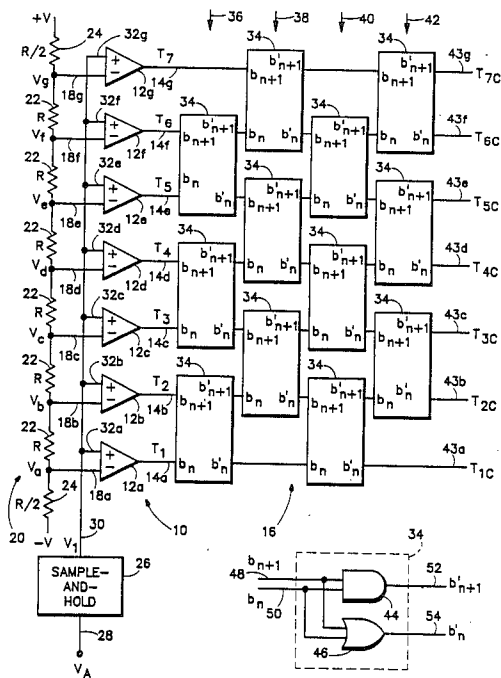 36 38 40 42
+V 24 32g T7 34 34 43g
R/2 + b'n+1 b'n+1 T7C
Vg 18g − 12g 14g bn+1 bn+1
22 32f T6 34 34 43f
R + b'n+1 b'n+1 T6C
Vf 18f − 12f 14f bn+1 bn b'n bn+1 bn b'n
22 32e T5 34 34 43e
R + b'n+1 b'n+1 T5C
Ve 18e − 12e 14e bn b'n bn+1 bn b'n bn+1
22 32d T4 34 34 43d
R + b'n+1 b'n+1 T4C
Vd 18d − 12d 14d bn+1 bn b'n bn+1 bn b'n
22 32c T3 34 34 43c
R + b'n+1 b'n+1 T3C
Vc 18c − 12c 14c bn b'n bn+1 bn b'n bn+1
22 32b T2 34 34 43b
R + b'n+1 b'n+1 T2C
Vb 18b − 12b 14b bn+1 bn b'n bn+1 bn b'n
22 32a T1 43a
R + T1C
Va 18a − 12a 14a bn b'n bn b'n
24 10 16
R/2 20 30
−V V1
SAMPLE-AND-HOLD 26
28
VA
34
bn+1 48 52 b'n+1
44
bn 50 54 b'n
46